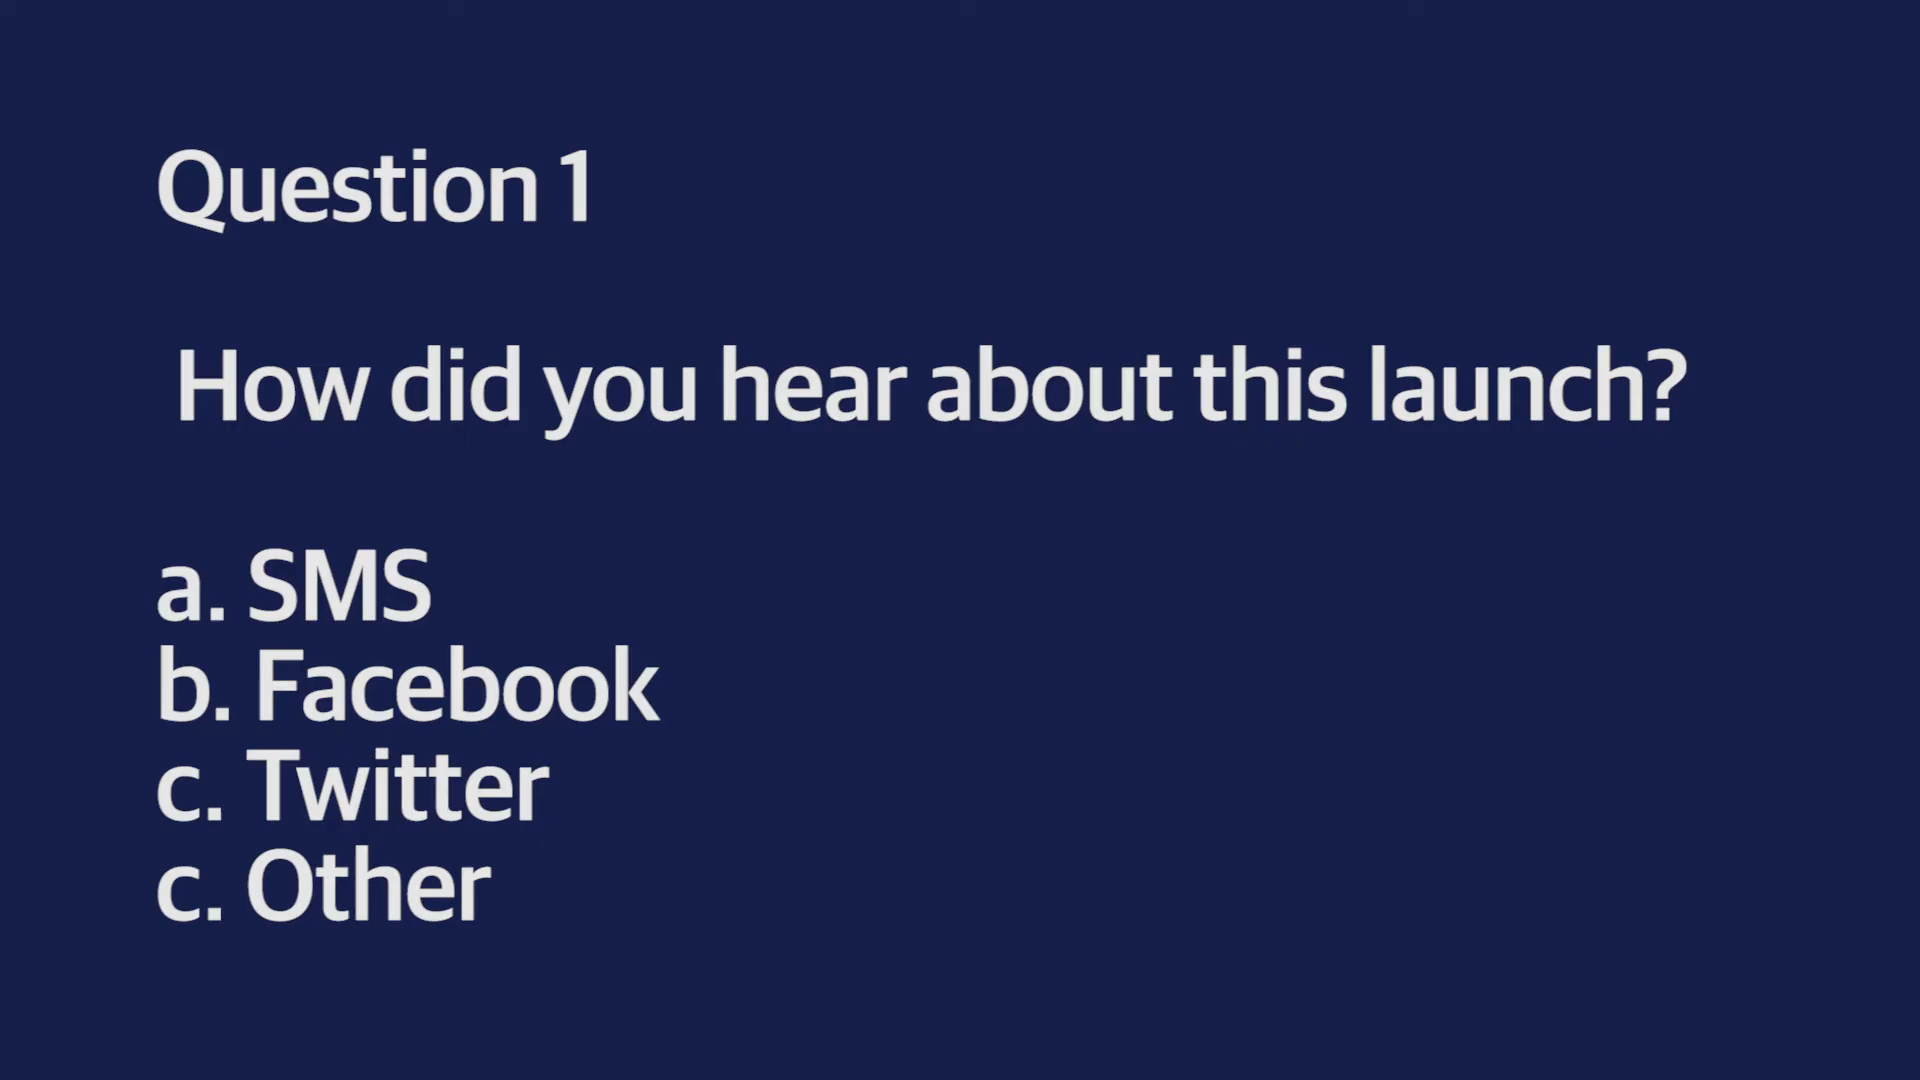 Question 1
How did you hear about this launch?
a. SMS
b. Facebook
c. Twitter
c. Other